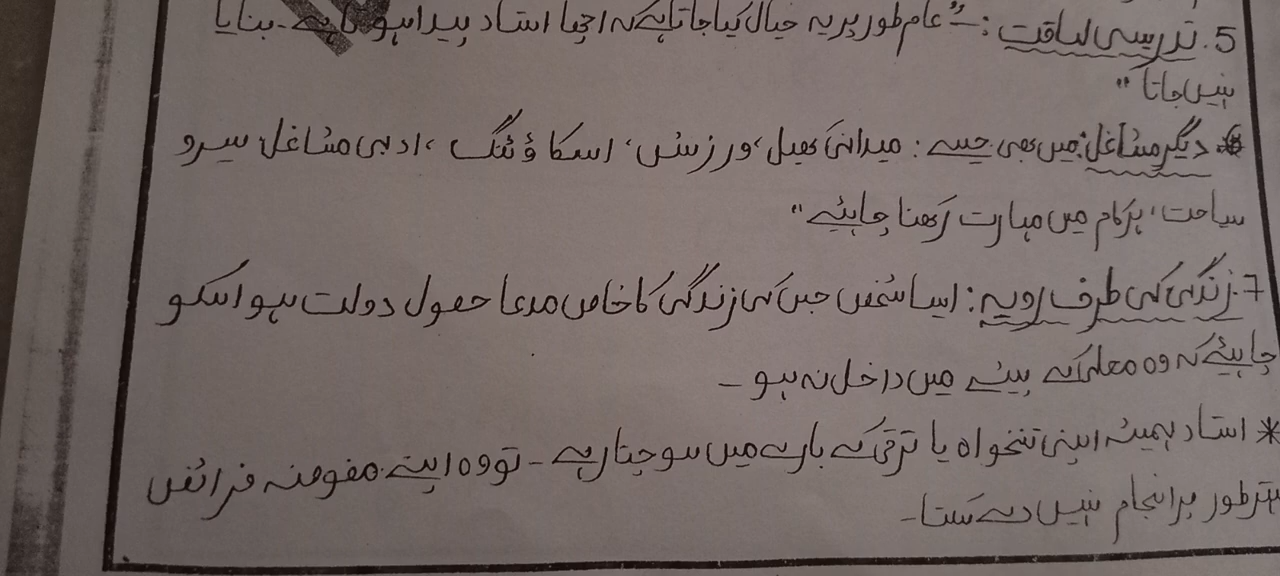 5. تدریسی لیاقت :- "عام طور پر یہ خیال کیا جاتا ہے کہ اچھا استاد پیدا ہوتا ہے۔ بنایا
نہیں جاتا"
* دیگر مشاغل: میں بھی جیسے : میدانی کھیل، ورزش، اسکاؤٹنگ، ادبی مشاغل، سیر و
سیاحت، ہر کام میں مہارت رکھنا چاہیئے"
7. زندگی کی طرف رویہ: ایسا شخص جس کی زندگی کا خاص مدعا حصول دولت ہو اسکو
چاہیئے کہ وہ معلمی کے پیشے میں داخل نہ ہو ۔
* استاد ہمیشہ اپنی تنخواہ یا ترقی کے بارے میں سوچتا رہے ۔ تو وہ اپنے مفوضہ فرائض
بہتر طور پر انجام نہیں دے سکتا۔